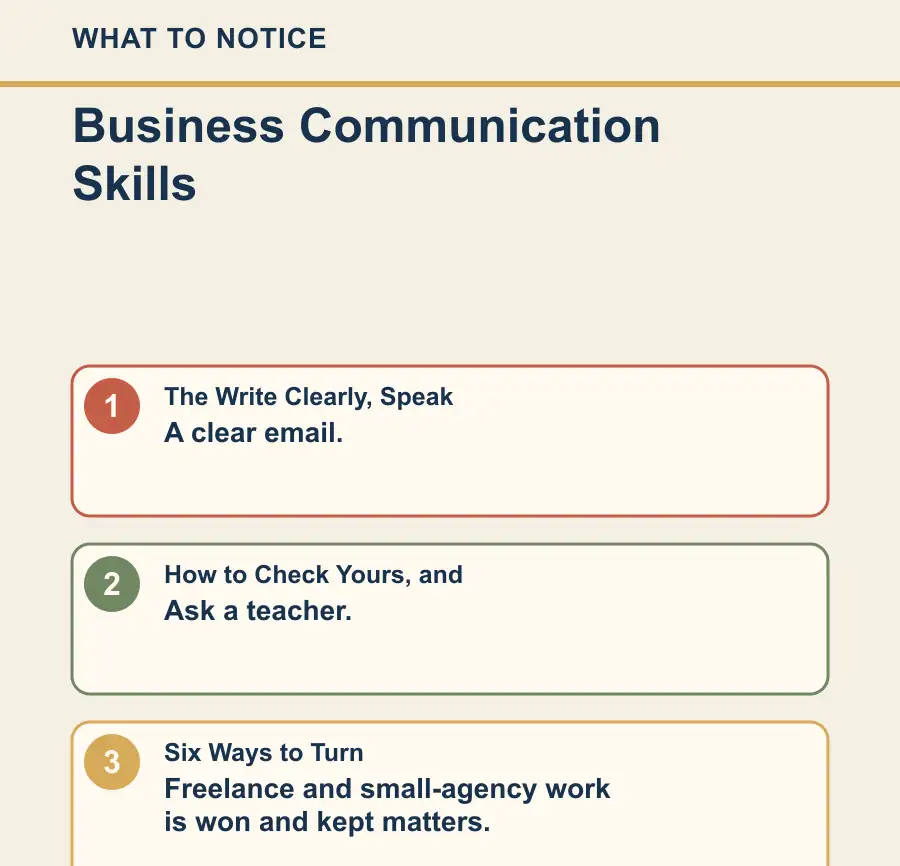 WHAT TO NOTICE
Business Communication
Skills
1
The Write Clearly, Speak
A clear email.
2
How to Check Yours, and
Ask a teacher.
3
Six Ways to Turn
Freelance and small-agency work
is won and kept matters.